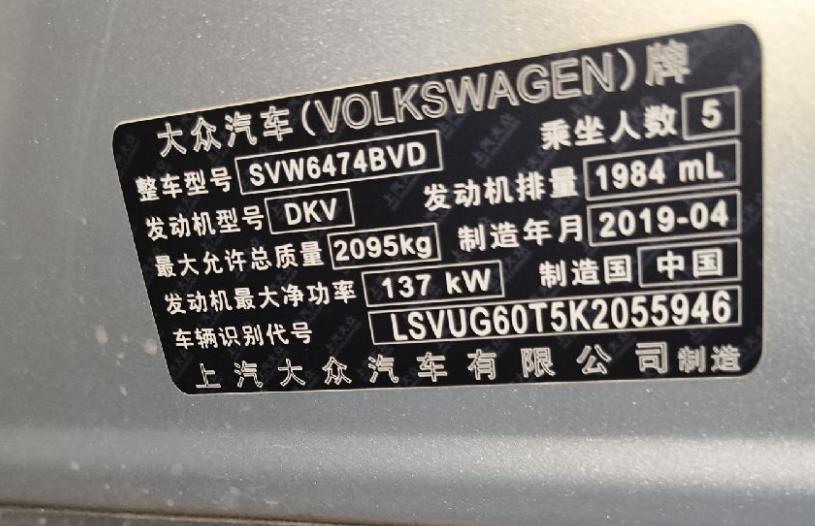 大众汽车(VOLKSWAGEN)牌
整车型号 SVW6474BVD 乘坐人数 5
发动机型号 DKV 发动机排量 1984 mL
最大允许总质量 2095kg 制造年月 2019-04
发动机最大净功率 137 kW 制造国 中国
车辆识别代号 LSVUG60T5K2055946
上汽大众汽车有限公司制造